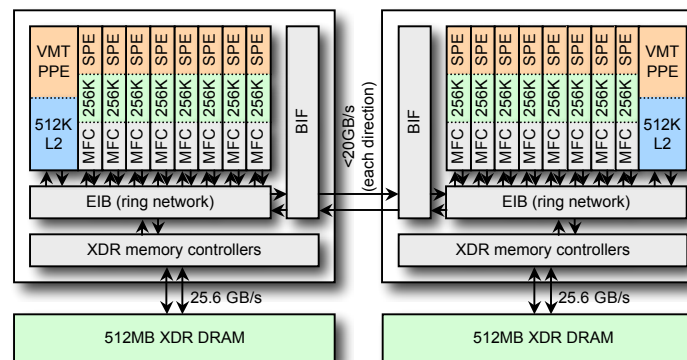 VMT
PPE
512K
L2
SPE
SPE
SPE
SPE
SPE
SPE
SPE
SPE
256K
256K
256K
256K
256K
256K
256K
256K
MFC
MFC
MFC
MFC
MFC
MFC
MFC
MFC
BIF
EIB (ring network)
XDR memory controllers
25.6 GB/s
512MB XDR DRAM
<20GB/s
(each direction)
BIF
SPE
SPE
SPE
SPE
SPE
SPE
SPE
SPE
256K
256K
256K
256K
256K
256K
256K
256K
MFC
MFC
MFC
MFC
MFC
MFC
MFC
MFC
VMT
PPE
512K
L2
EIB (ring network)
XDR memory controllers
25.6 GB/s
512MB XDR DRAM